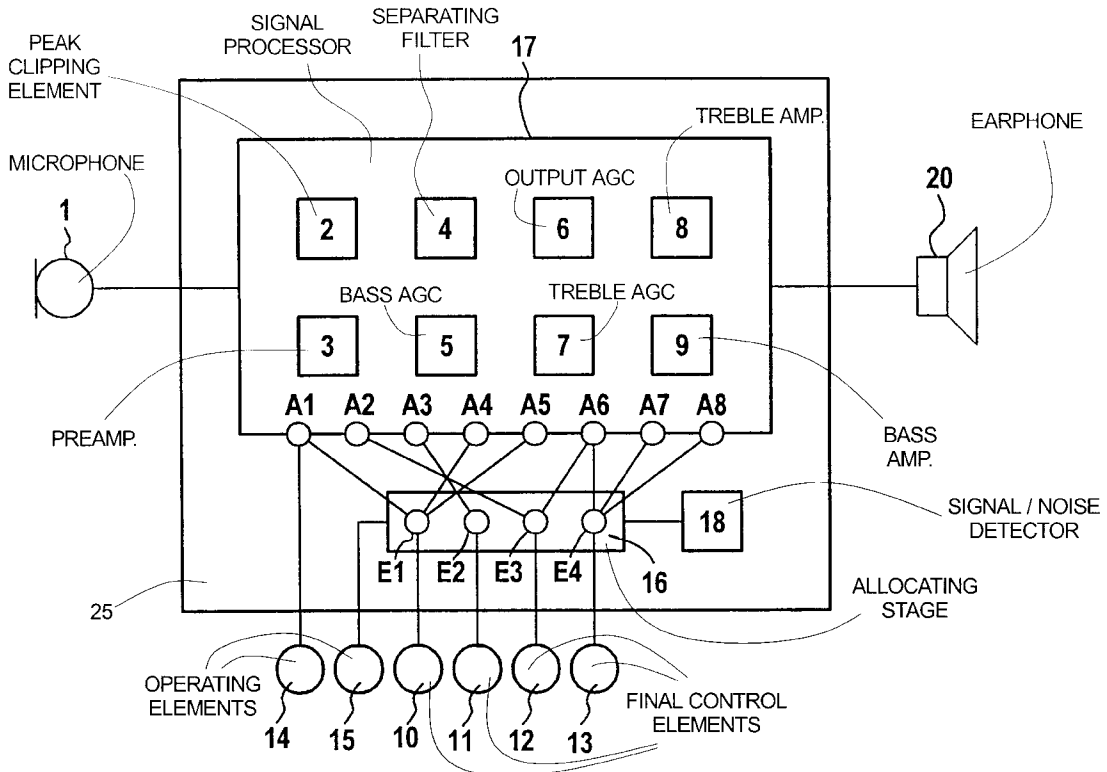 SEPARATING
FILTER
SIGNAL
PROCESSOR
PEAK
CLIPPING
ELEMENT
17
TREBLE AMP.
EARPHONE
MICROPHONE
OUTPUT AGC
20
1
2
4
6
8
BASS AGC
TREBLE AGC
3
5
7
9
A1 A2 A3 A4 A5 A6 A7 A8
PREAMP.
BASS
AMP.
18
SIGNAL / NOISE
DETECTOR
E1 E2 E3 E4 16
ALLOCATING
STAGE
25
OPERATING
ELEMENTS
FINAL CONTROL
ELEMENTS
14 15 10 11 12 13